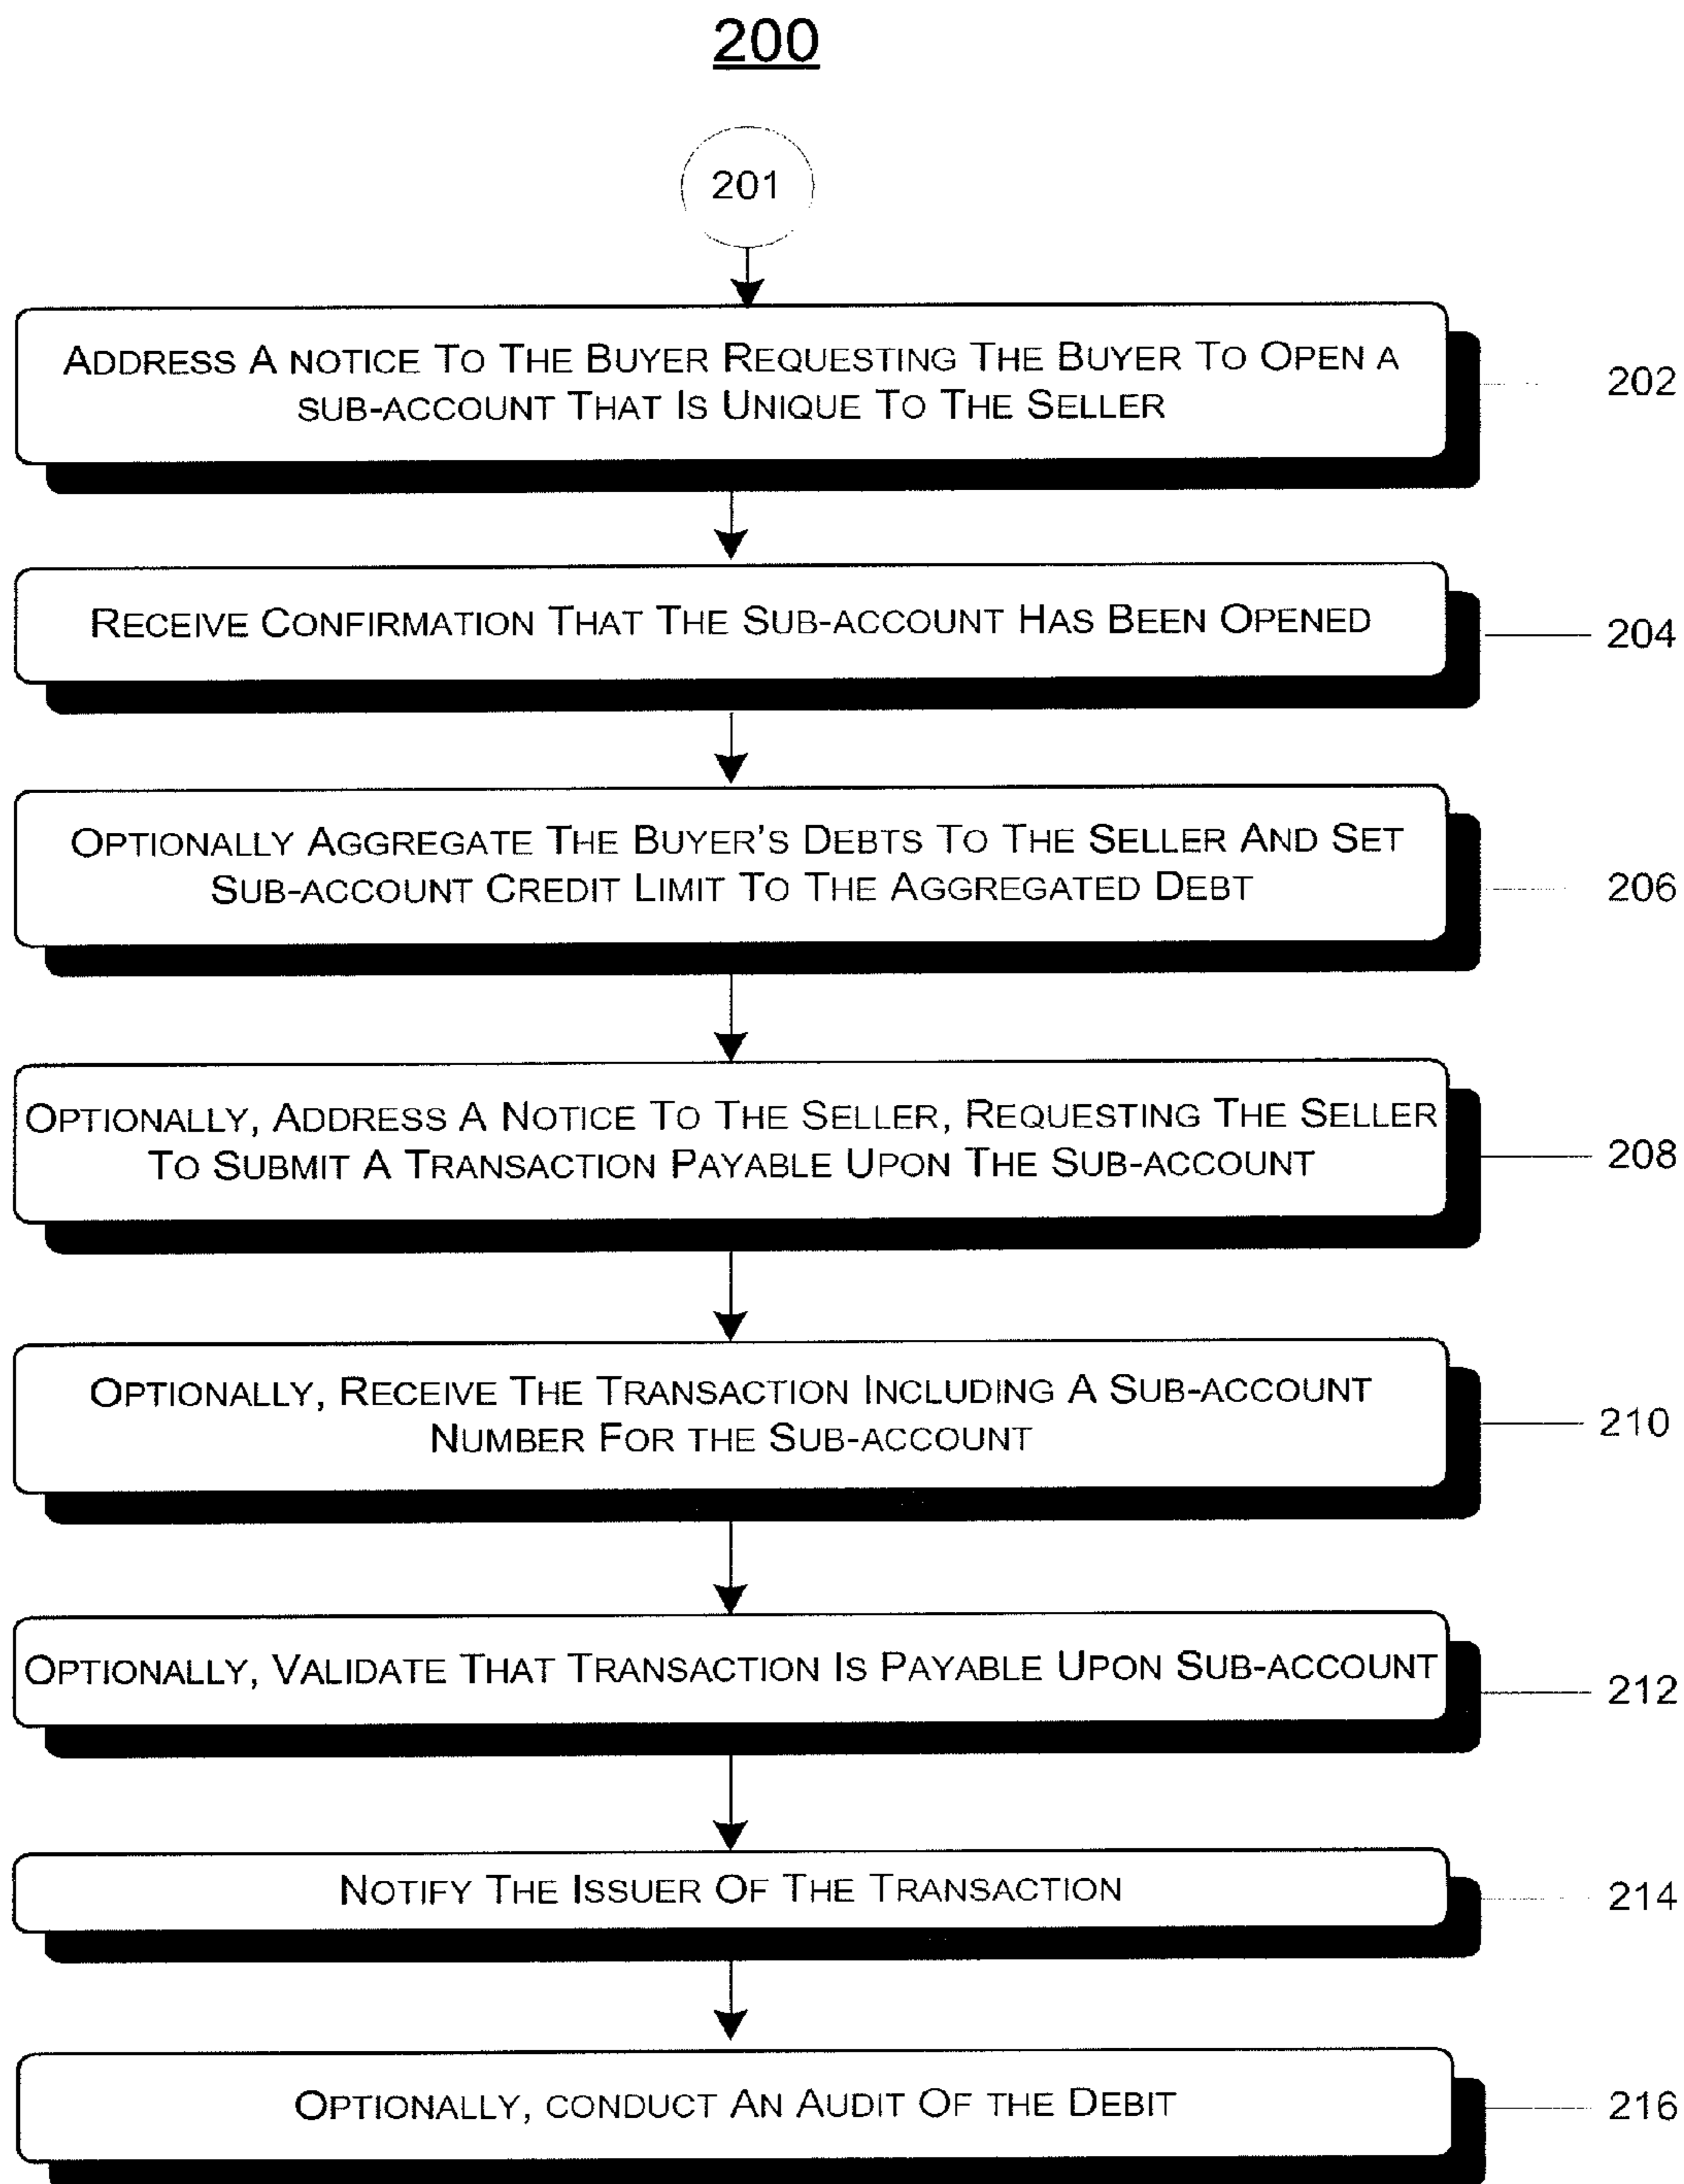 200
201
ADDRESS A NOTICE TO THE BUYER REQUESTING THE BUYER TO OPEN A
SUB-ACCOUNT THAT IS UNIQUE TO THE SELLER
202
RECEIVE CONFIRMATION THAT THE SUB-ACCOUNT HAS BEEN OPENED
204
OPTIONALLY AGGREGATE THE BUYER'S DEBTS TO THE SELLER AND SET
SUB-ACCOUNT CREDIT LIMIT TO THE AGGREGATED DEBT
206
OPTIONALLY, ADDRESS A NOTICE TO THE SELLER, REQUESTING THE SELLER
TO SUBMIT A TRANSACTION PAYABLE UPON THE SUB-ACCOUNT
208
OPTIONALLY, RECEIVE THE TRANSACTION INCLUDING A SUB-ACCOUNT
NUMBER FOR THE SUB-ACCOUNT
210
OPTIONALLY, VALIDATE THAT TRANSACTION IS PAYABLE UPON SUB-ACCOUNT
212
NOTIFY THE ISSUER OF THE TRANSACTION
214
OPTIONALLY, CONDUCT AN AUDIT OF THE DEBIT
216